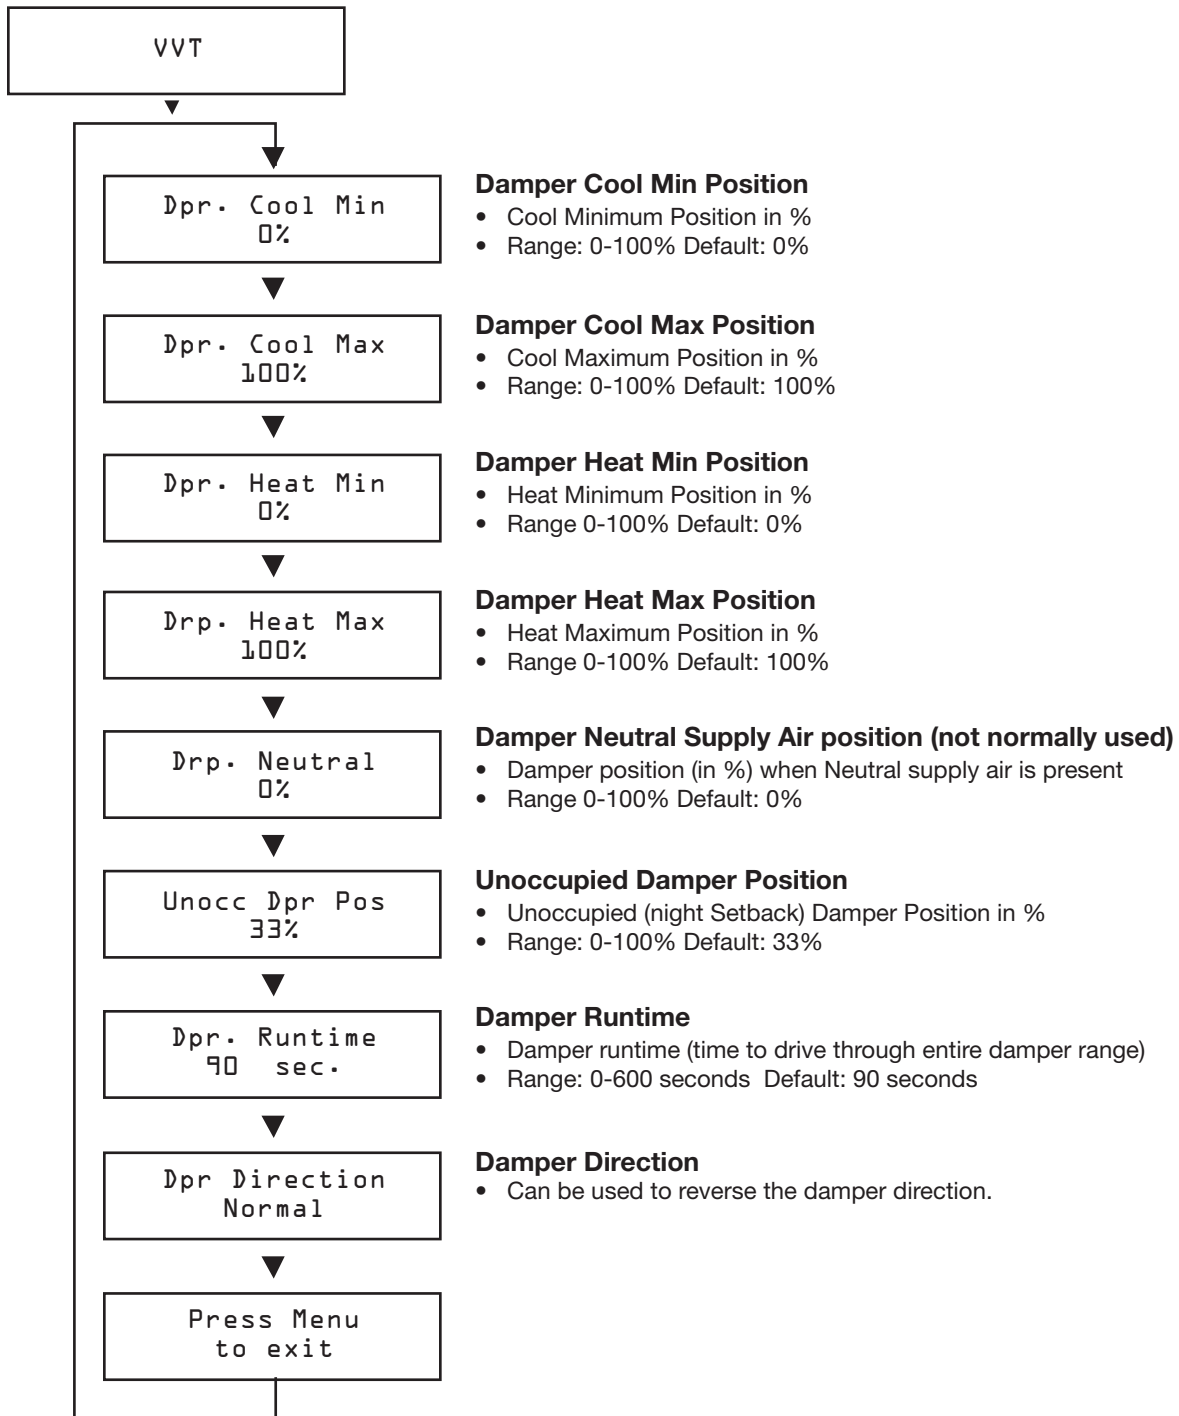 VVT
Dpr. Cool Min
0%
Damper Cool Min Position
• Cool Minimum Position in %
• Range: 0-100% Default: 0%
Dpr. Cool Max
100%
Damper Cool Max Position
• Cool Maximum Position in %
• Range: 0-100% Default: 100%
Dpr. Heat Min
0%
Damper Heat Min Position
• Heat Minimum Position in %
• Range 0-100% Default: 0%
Drp. Heat Max
100%
Damper Heat Max Position
• Heat Maximum Position in %
• Range 0-100% Default: 100%
Drp. Neutral
0%
Damper Neutral Supply Air position (not normally used)
• Damper position (in %) when Neutral supply air is present
• Range 0-100% Default: 0%
Unocc Dpr Pos
33%
Unoccupied Damper Position
• Unoccupied (night Setback) Damper Position in %
• Range: 0-100% Default: 33%
Dpr. Runtime
90 sec.
Damper Runtime
• Damper runtime (time to drive through entire damper range)
• Range: 0-600 seconds Default: 90 seconds
Dpr Direction
Normal
Damper Direction
• Can be used to reverse the damper direction.
Press Menu
to exit